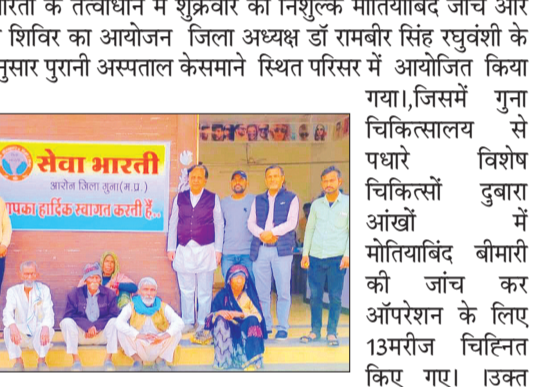 के तत्वाधान में शुक्रवार को निशुल्क मोतियाबिंद जांच और
शिविर का आयोजन जिला अध्यक्ष डॉ रामबीर सिंह रघुवंशी के
नुसार पुरानी अस्पताल केसमाने स्थित परिसर में आयोजित किया
गया।,जिसमें गुना
चिकित्सालय से
पधारे विशेष
चिकित्सों दुबारा
आंखों में
मोतियाबिंद बीमारी
की जांच कर
ऑपरेशन के लिए
13मरीज चिह्नित
किए गए। ।उक्त
सेवा भारती
आरोन जिला गुना(म.प्र.)
आपका हार्दिक स्वागत करती हैं..